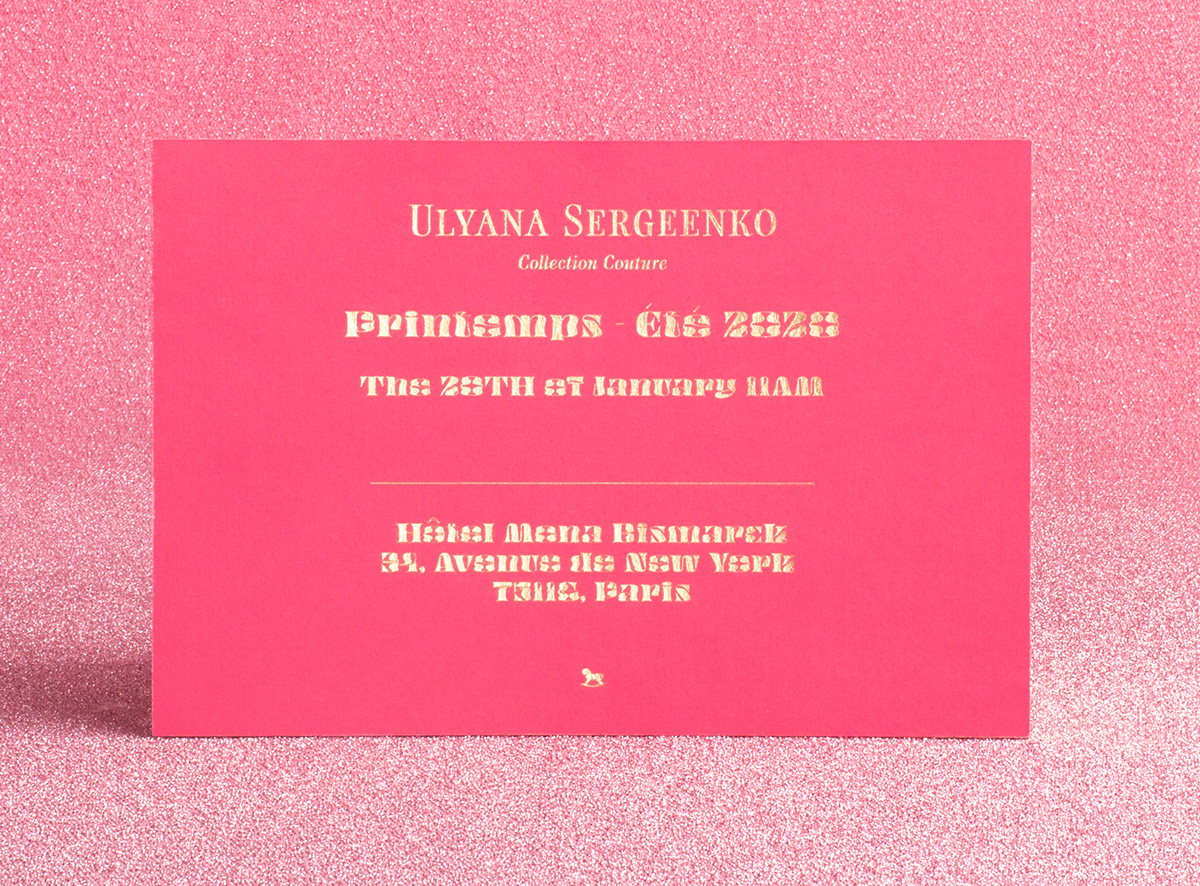 ULYANA SERGEENKO
Collection Couture
Printemps - Été 2020
The 20TH of January 11AM
Hôtel Mona Bismarck
34, Avenue de New York
75116, Paris